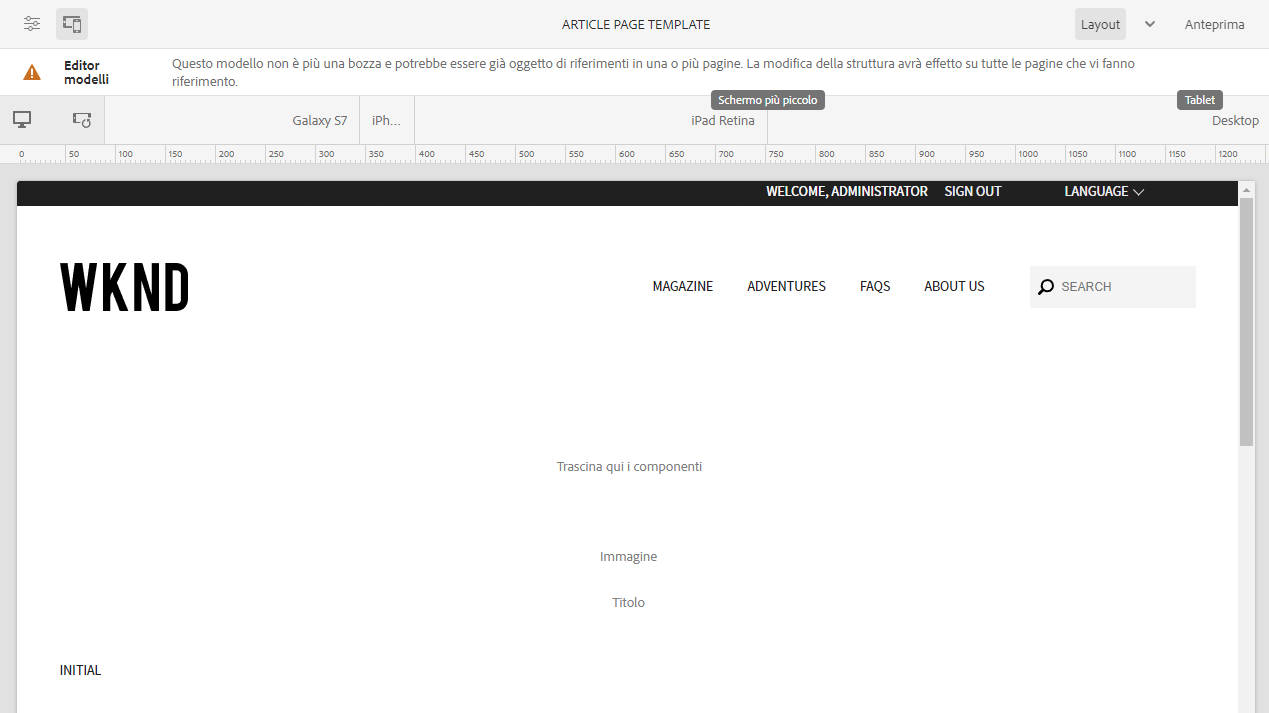 ARTICLE PAGE TEMPLATE
Layout
Anteprima
Editor
modelli
Questo modello non è più una bozza e potrebbe essere già oggetto di riferimenti in una o più pagine. La modifica della struttura avrà effetto su tutte le pagine che vi fanno
riferimento.
Schermo più piccolo
Tablet
Galaxy S7
iPh...
iPad Retina
Desktop
0 50 100 150 200 250 300 350 400 450 500 550 600 650 700 750 800 850 900 950 1000 1050 1100 1150 1200
WELCOME, ADMINISTRATOR SIGN OUT LANGUAGE
WKND
MAGAZINE ADVENTURES FAQS ABOUT US SEARCH
Trascina qui i componenti
Immagine
Titolo
INITIAL